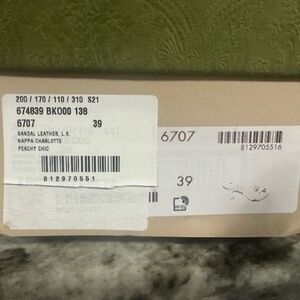 200 / 170 / 110 / 310 S21
674839 BKO00 138
6707 39
SANDAL LEATHER, L.S.
NAPPA CHARLOTTE
PEACHY CHIC
812970551
6707
8129705516
39